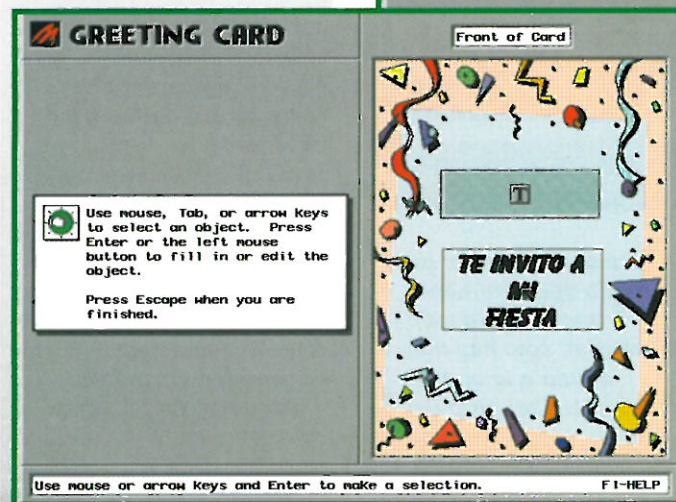 GREETING CARD
Front of Card
Use mouse, Tab, or arrow Keys
to select an object. Press
Enter or the left mouse
button to fill in or edit the
object.
Press Escape when you are
finished.
T
TE INVITO A
MI
FIESTA
Use mouse or arrow Keys and Enter to make a selection.
F1-HELP